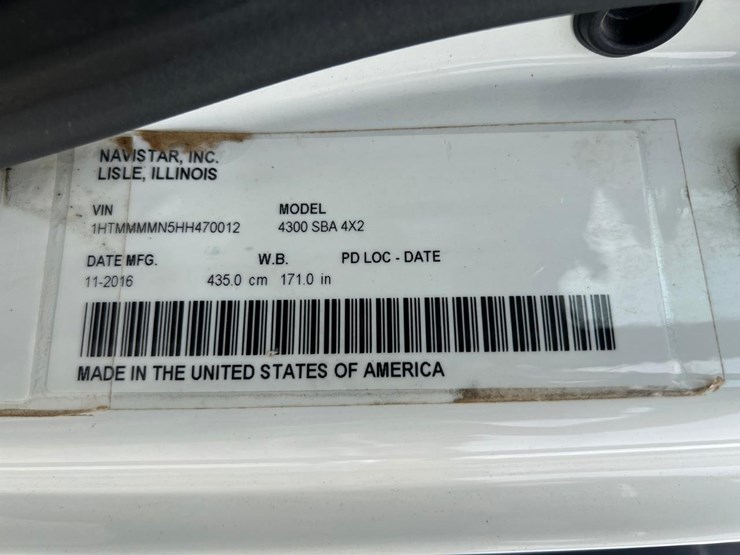 NAVISTAR, INC.
LISLE, ILLINOIS
VIN MODEL
1HTMMMMN5HH470012 4300 SBA 4X2
DATE MFG. W.B. PD LOC - DATE
11-2016 435.0 cm 171.0 in
MADE IN THE UNITED STATES OF AMERICA